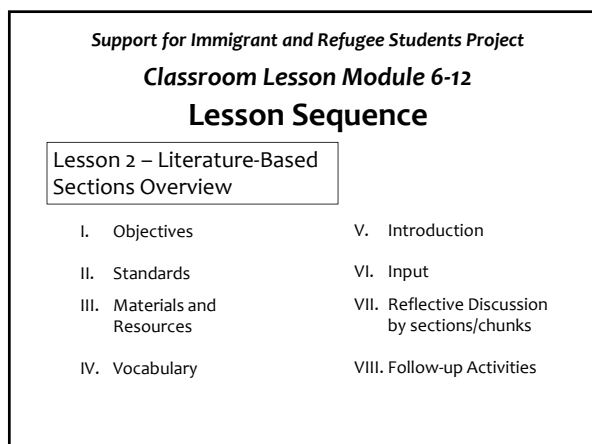 Support for Immigrant and Refugee Students Project
Classroom Lesson Module 6-12
Lesson Sequence
Lesson 2 – Literature-Based
Sections Overview
I. Objectives
II. Standards
III. Materials and
Resources
IV. Vocabulary
V. Introduction
VI. Input
VII. Reflective Discussion
by sections/chunks
VIII. Follow-up Activities